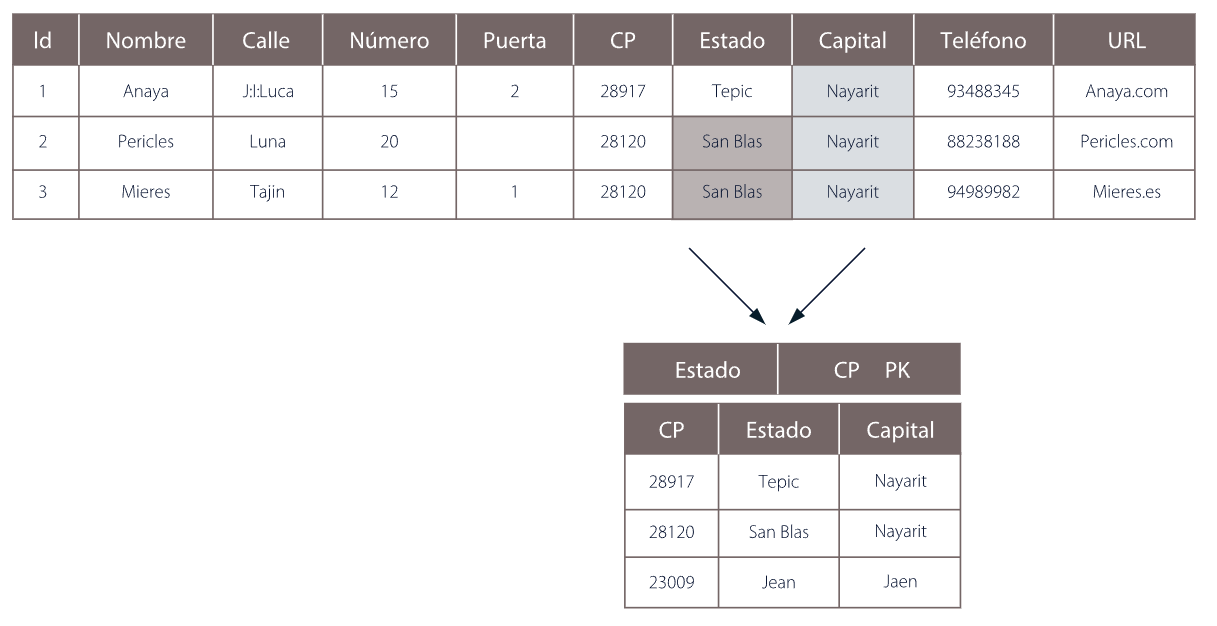 Id Nombre Calle Número Puerta CP Estado Capital Teléfono URL
1 Anaya J:I:Luca 15 2 28917 Tepic Nayarit 93488345 Anaya.com
2 Pericles Luna 20 28120 San Blas Nayarit 88238188 Pericles.com
3 Mieres Tajin 12 1 28120 San Blas Nayarit 94989982 Mieres.es
Estado CP PK
CP Estado Capital
28917 Tepic Nayarit
28120 San Blas Nayarit
23009 Jean Jaen